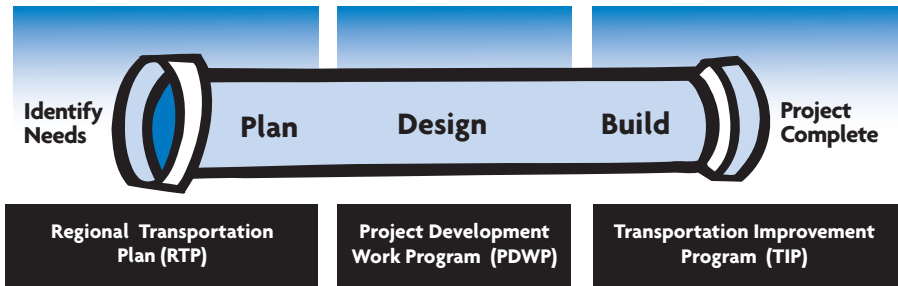 Identify
Needs
Plan
Design
Build
Project
Complete
Regional Transportation
Plan (RTP)
Project Development
Work Program (PDWP)
Transportation Improvement
Program (TIP)